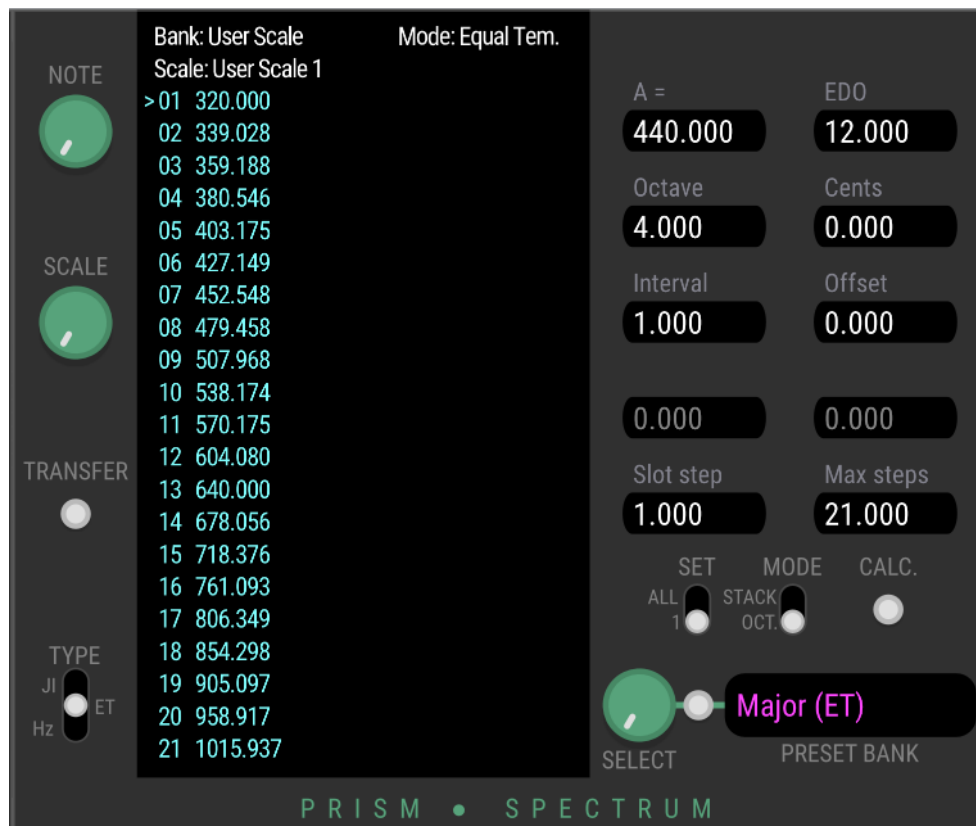 Bank: User Scale Mode: Equal Tem.
Scale: User Scale 1
NOTE
>01 320.000
02 339.028
03 359.188
04 380.546
05 403.175
06 427.149
07 452.548
08 479.458
09 507.968
10 538.174
11 570.175
12 604.080
13 640.000
14 678.056
15 718.376
16 761.093
17 806.349
18 854.298
19 905.097
20 958.917
21 1015.937
SCALE
TRANSFER
TYPE
JI
ET
Hz
A = EDO
440.000 12.000
Octave Cents
4.000 0.000
Interval Offset
1.000 0.000
0.000 0.000
Slot step Max steps
1.000 21.000
SET MODE CALC.
ALL STACK
1 OCT.
Major (ET)
SELECT PRESET BANK
PRISM • SPECTRUM